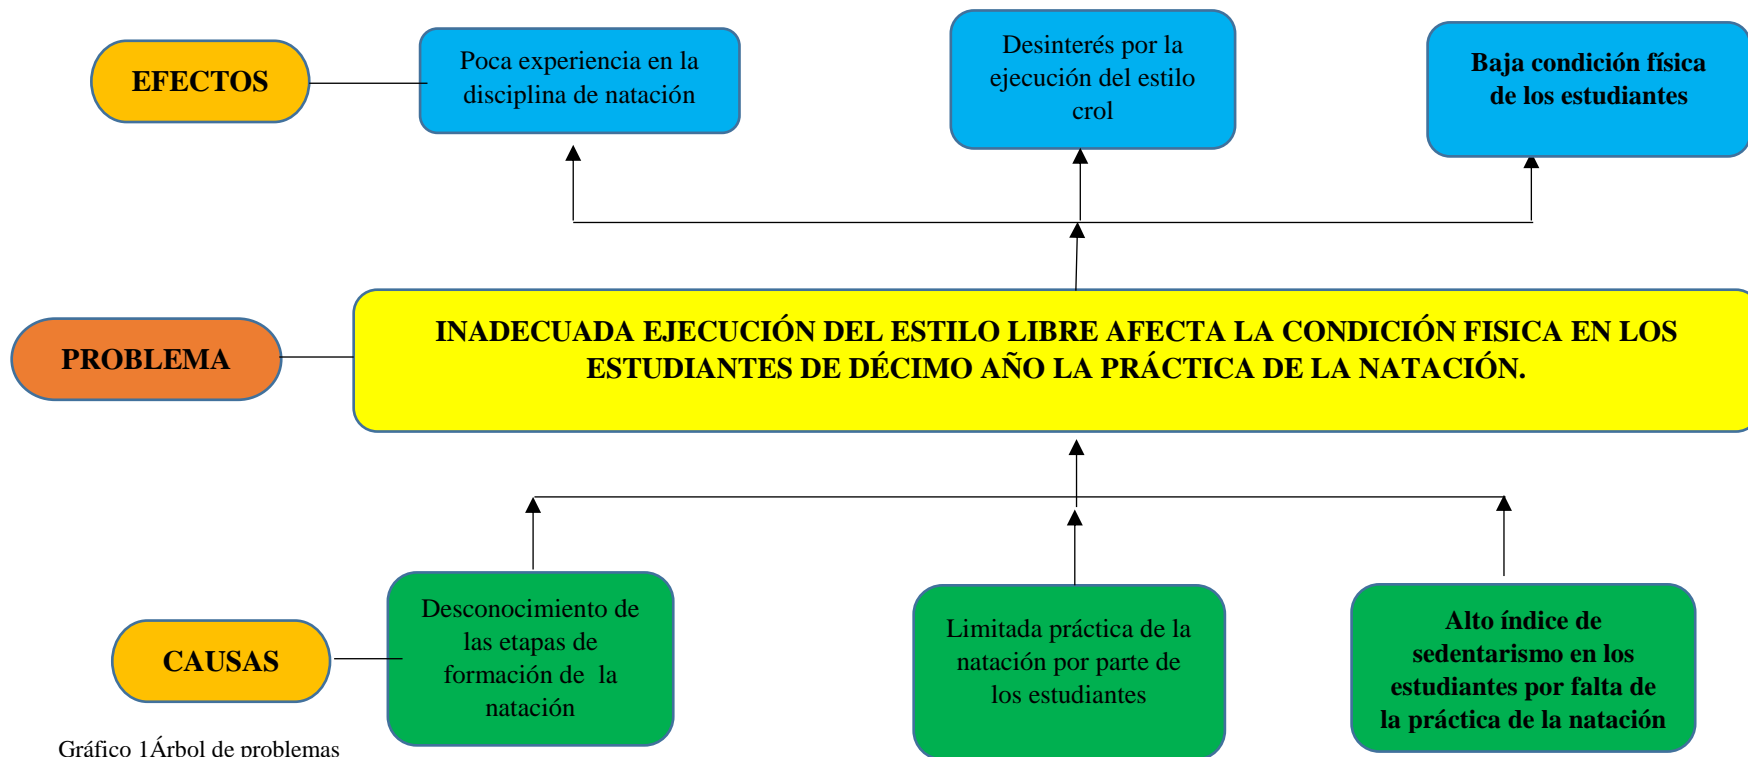 EFECTOS
Poca experiencia en la
disciplina de natación
Desinterés por la
ejecución del estilo
crol
Baja condición física
de los estudiantes
PROBLEMA
INADECUADA EJECUCIÓN DEL ESTILO LIBRE AFECTA LA CONDICIÓN FISICA EN LOS
ESTUDIANTES DE DÉCIMO AÑO LA PRÁCTICA DE LA NATACIÓN.
CAUSAS
Desconocimiento de
las etapas de
formación de  la
natación
Limitada práctica de la
natación por parte de
los estudiantes
Alto índice de
sedentarismo en los
estudiantes por falta de
la práctica de la natación
Gráfico 1Árbol de problemas